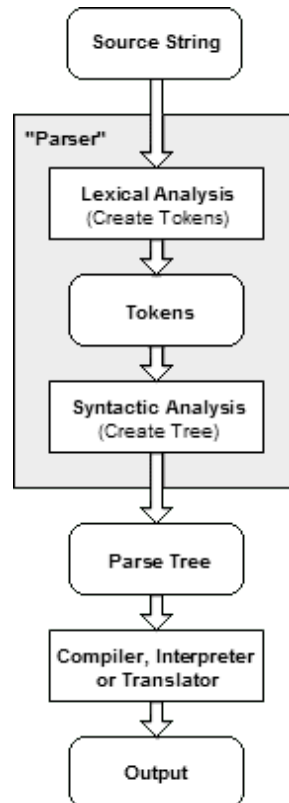 Source String
"Parser"
Lexical Analysis
(Create Tokens)
Tokens
Syntactic Analysis
(Create Tree)
Parse Tree
Compiler, Interpreter
or Translator
Output